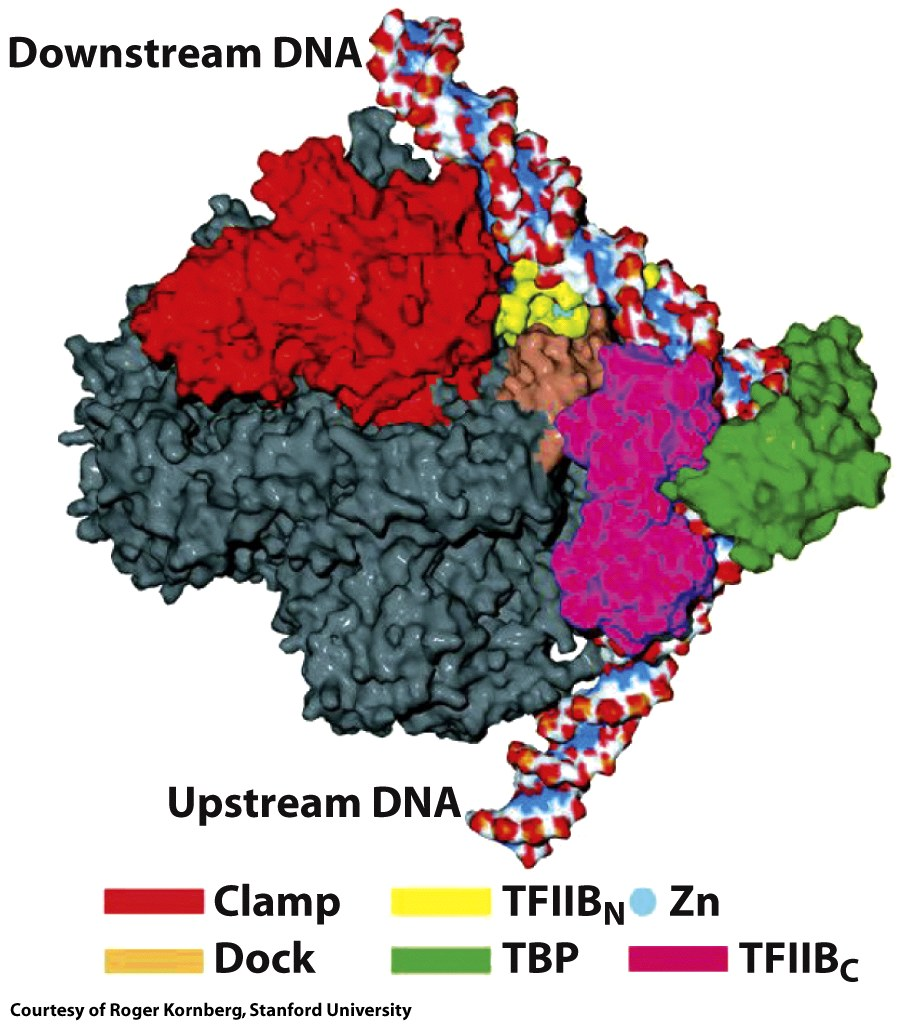 Downstream DNA
Upstream DNA
Clamp TFIIBN Zn
Dock TBP TFIIBC
Courtesy of Roger Kornberg, Stanford University